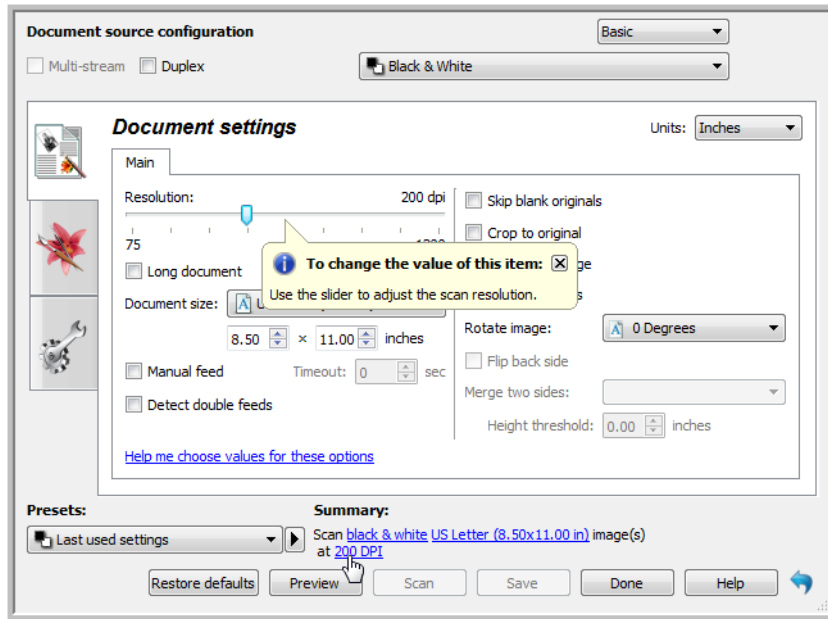 Document source configuration
Basic
Multi-stream
Duplex
Black & White
Document settings
Units:
Inches
Main
Resolution:
200 dpi
75
Skip blank originals
Crop to original
To change the value of this item:
Use the slider to adjust the scan resolution.
Long document
Document size:
8.50 × 11.00 inches
Rotate image:
0 Degrees
Manual feed
Timeout: 0 sec
Flip back side
Detect double feeds
Merge two sides:
Height threshold: 0.00 inches
Help me choose values for these options
Presets:
Summary:
Last used settings
Scan black & white US Letter (8.50x11.00 in) image(s)
at 200 DPI
Restore defaults
Preview
Scan
Save
Done
Help